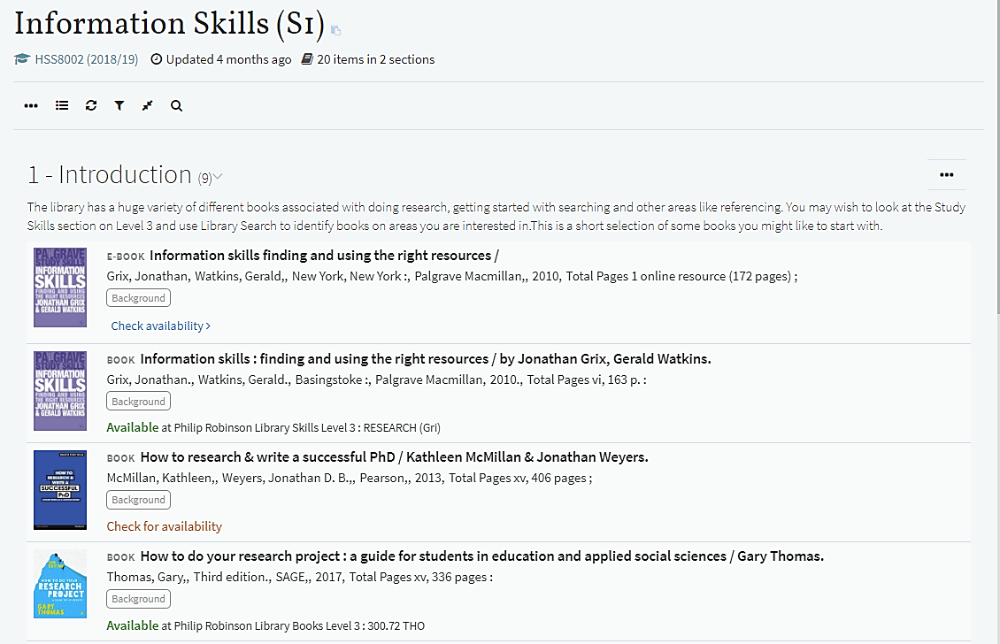 Information Skills (S1)
HSS8002 (2018/19) Updated 4 months ago 20 items in 2 sections
1 - Introduction (9)
The library has a huge variety of different books associated with doing research, getting started with searching and other areas like referencing. You may wish to look at the Study
Skills section on Level 3 and use Library Search to identify books on areas you are interested in.This is a short selection of some books you might like to start with.
PALGRAVE
STUDY SKILLS
INFORMATION
SKILLS
FINDING AND USING
THE RIGHT RESOURCES
JONATHAN GRIX
& GERALD WATKINS
E-BOOK Information skills finding and using the right resources /
Grix, Jonathan, Watkins, Gerald,, New York, New York :, Palgrave Macmillan,, 2010, Total Pages 1 online resource (172 pages) ;
Background
Check availability
PALGRAVE
STUDY SKILLS
INFORMATION
SKILLS
FINDING AND USING
THE RIGHT RESOURCES
JONATHAN GRIX
& GERALD WATKINS
BOOK Information skills : finding and using the right resources / by Jonathan Grix, Gerald Watkins.
Grix, Jonathan., Watkins, Gerald., Basingstoke :, Palgrave Macmillan, 2010., Total Pages vi, 163 p. :
Background
Available at Philip Robinson Library Skills Level 3 : RESEARCH (Gri)
HOW TO
RESEARCH &
WRITE A
SUCCESSFUL
PhD
BOOK How to research & write a successful PhD / Kathleen McMillan & Jonathan Weyers.
McMillan, Kathleen,, Weyers, Jonathan D. B.,, Pearson,, 2013, Total Pages xv, 406 pages ;
Background
Check for availability
HOW TO DO YOUR
RESEARCH
PROJECT
GARY
THOMAS
BOOK How to do your research project : a guide for students in education and applied social sciences / Gary Thomas.
Thomas, Gary,, Third edition., SAGE,, 2017, Total Pages xv, 336 pages :
Background
Available at Philip Robinson Library Books Level 3 : 300.72 THO